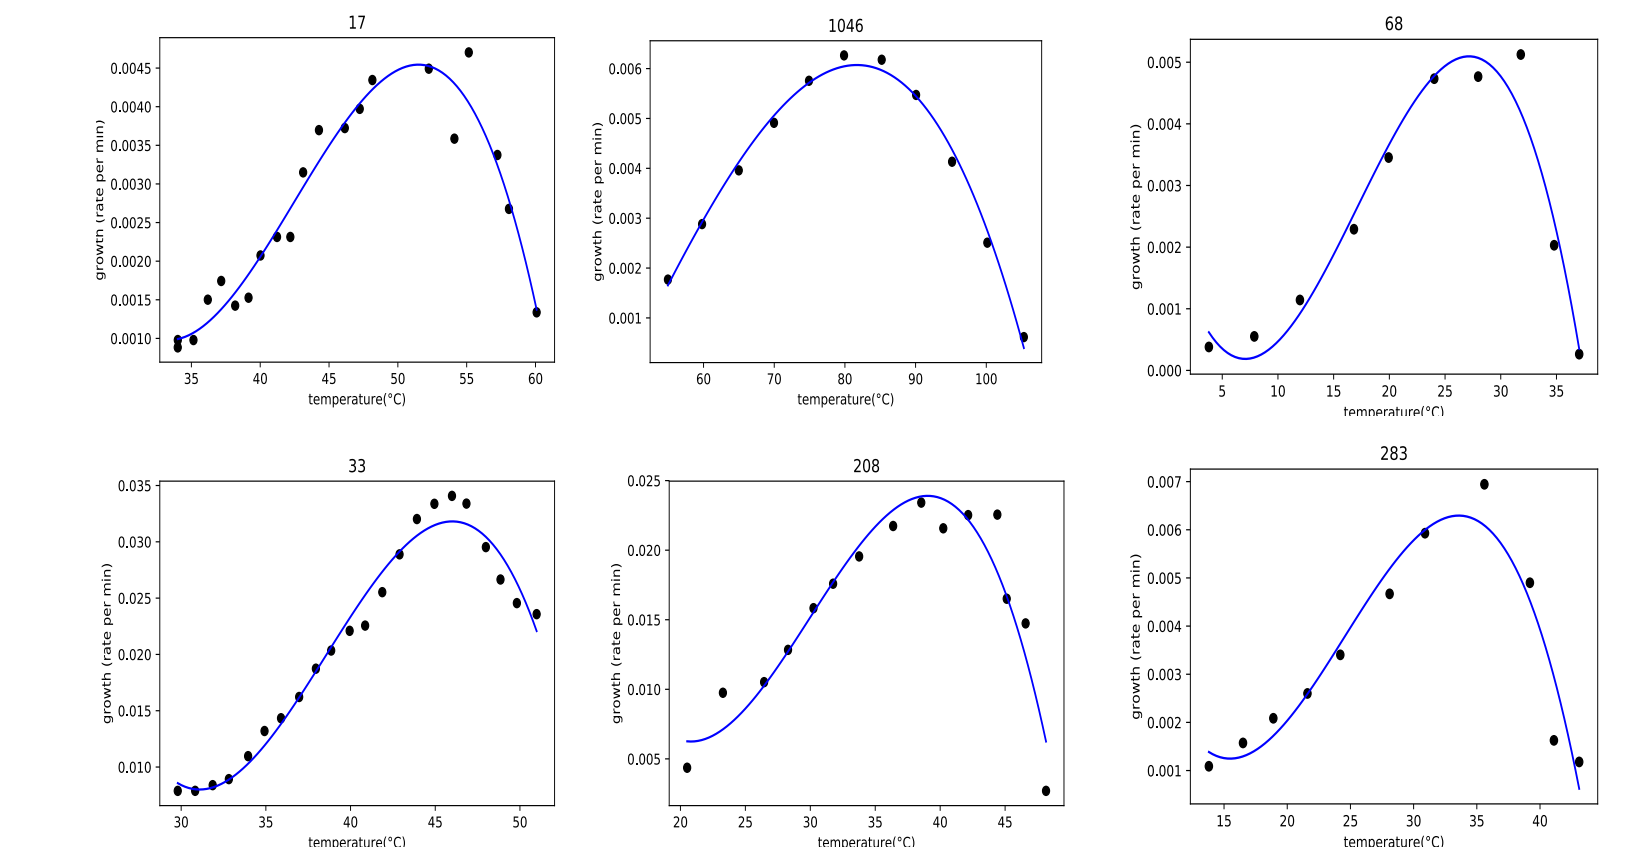 17
0.0045
0.0040
0.0035
0.0030
0.0025
0.0020
0.0015
0.0010
growth (rate per min)
35 40 45 50 55 60
temperature(°C)
1046
0.006
0.005
0.004
0.003
0.002
0.001
growth (rate per min)
60 70 80 90 100
temperature(°C)
68
0.005
0.004
0.003
0.002
0.001
0.000
growth (rate per min)
5 10 15 20 25 30 35
temperature(°C)
33
0.035
0.030
0.025
0.020
0.015
0.010
growth (rate per min)
30 35 40 45 50
temperature(°C)
208
0.025
0.020
0.015
0.010
0.005
growth (rate per min)
20 25 30 35 40 45
temperature(°C)
283
0.007
0.006
0.005
0.004
0.003
0.002
0.001
growth (rate per min)
15 20 25 30 35 40
temperature(°C)